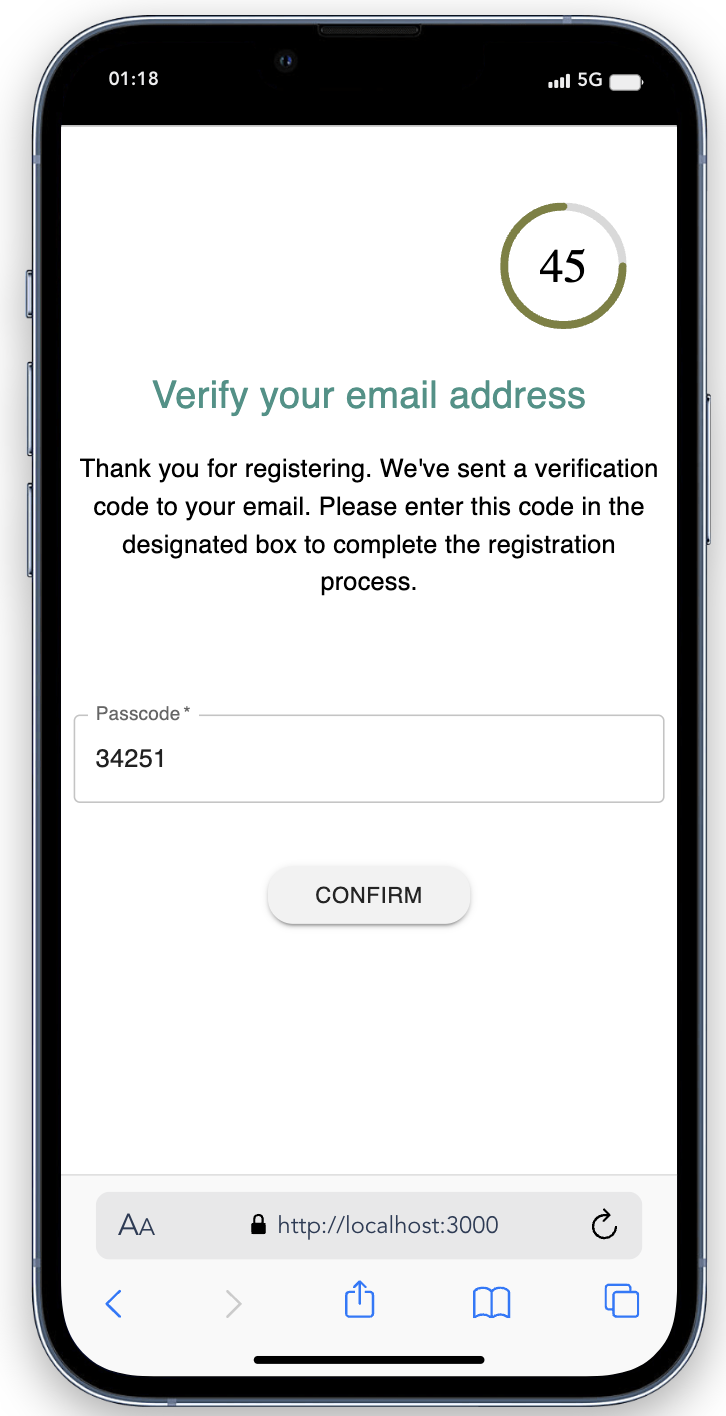 01:18 5G
45
Verify your email address
Thank you for registering. We've sent a verification
code to your email. Please enter this code in the
designated box to complete the registration
process.
Passcode *
34251
CONFIRM
AA http://localhost:3000